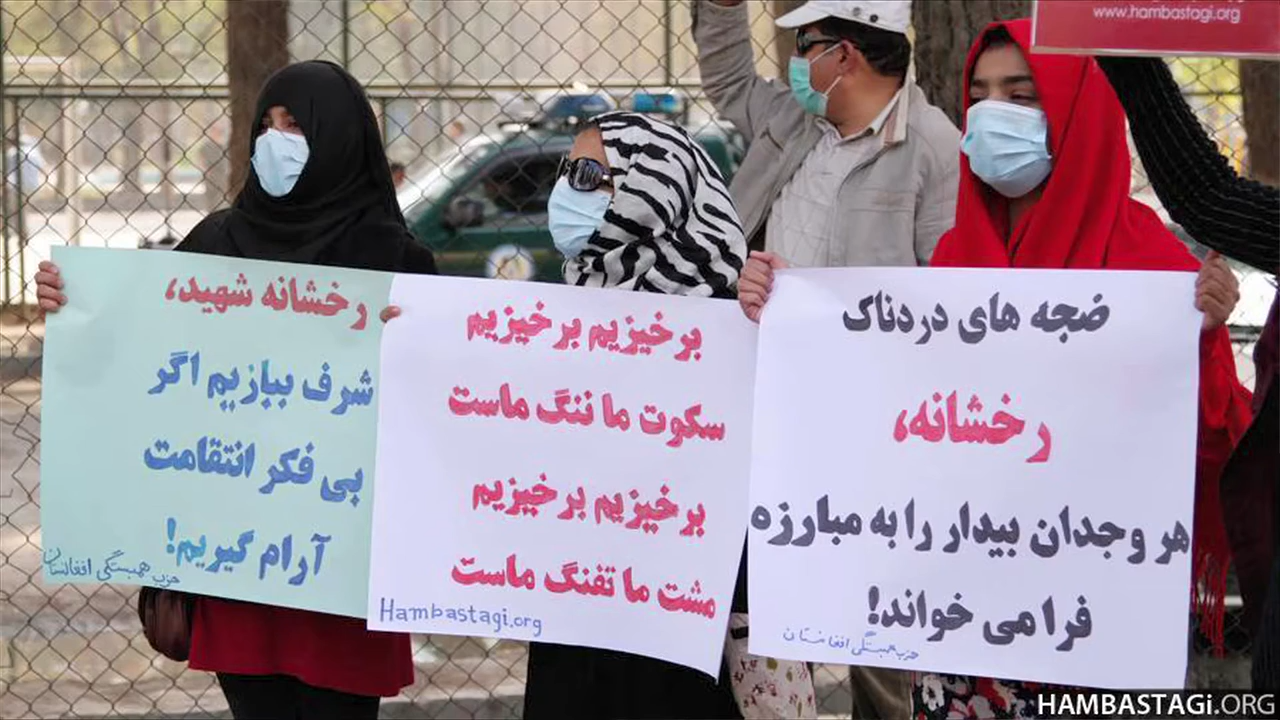 www.hambastagi.org
ضجه های دردناک
رخشانه،
هر وجدان بیدار را به مبارزه
فرا می خواند!
حزب همبستگی افغانستان
برخیزیم برخیزیم
سکوت ما ننگ ماست
برخیزیم برخیزیم
مشت ما تفنگ ماست
Hambastagi.org
رخشانه شهید،
شرف ببازیم اگر
بی فکر انتقامت
آرام گیریم!
حزب همبستگی افغانستان
HAMBASTAGi.ORG